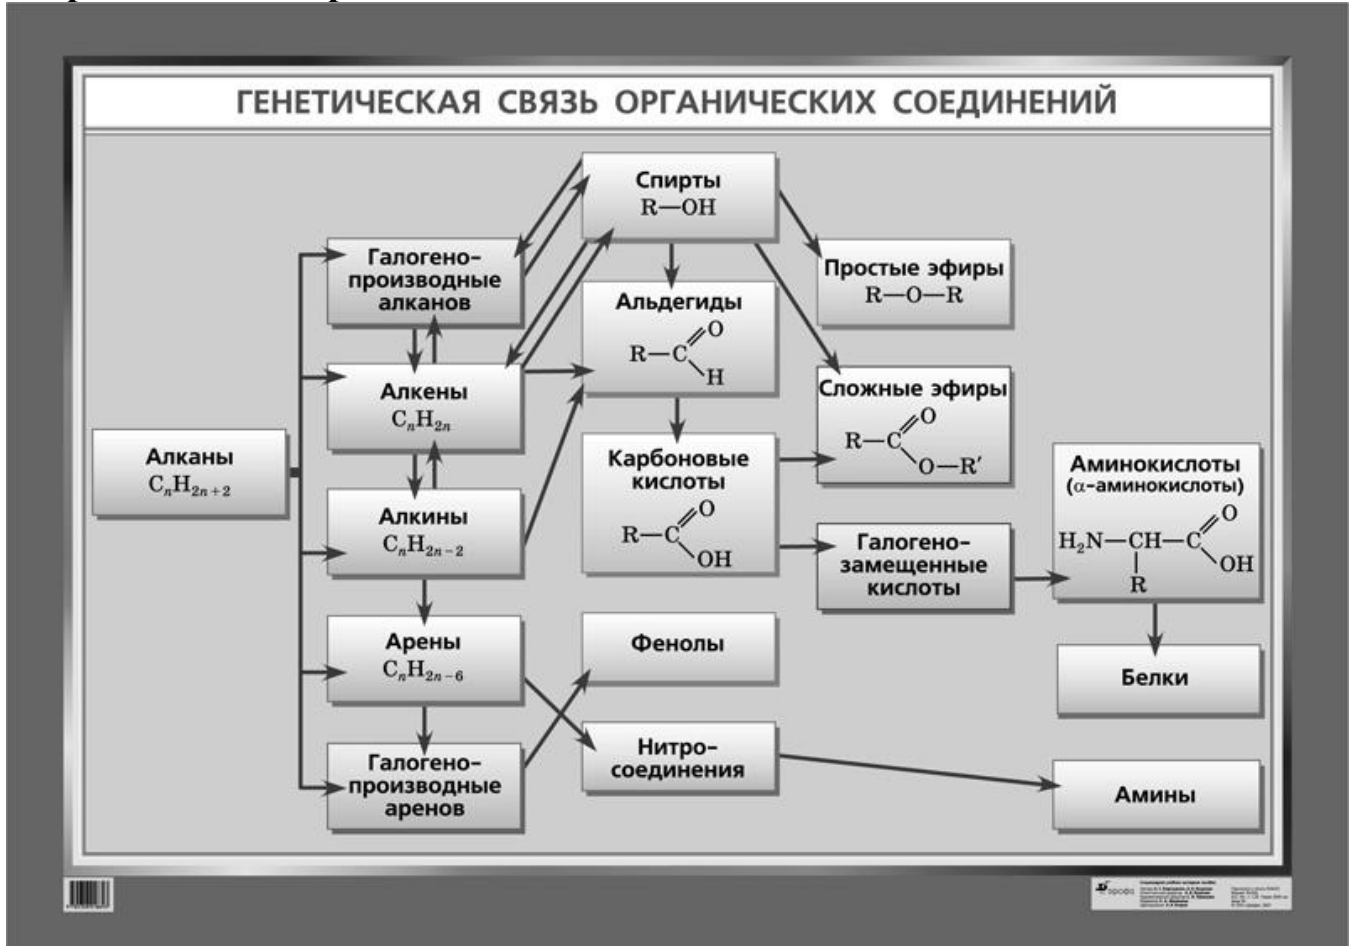 ГЕНЕТИЧЕСКАЯ СВЯЗЬ ОРГАНИЧЕСКИХ СОЕДИНЕНИЙ
Спирты
R—OH
Галогено-
производные
алканов
Простые эфиры
R—O—R
Альдегиды
R—C
O
H
Алкены
CnH2n
Сложные эфиры
R—C
O
O—R′
Алканы
CnH2n+2
Карбоновые
кислоты
R—C
O
OH
Аминокислоты
(α-аминокислоты)
H2N—CH—C
O
OH
R
Алкины
CnH2n−2
Галогено-
замещенные
кислоты
Арены
CnH2n−6
Фенолы
Белки
Галогено-
производные
аренов
Нитро-
соединения
Амины
дрофа